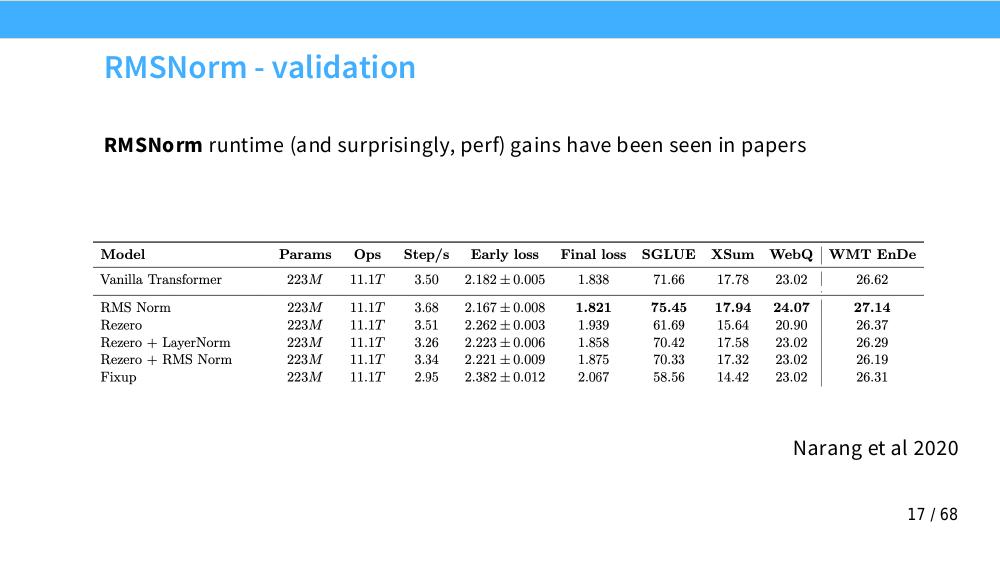 RMSNorm - validation
RMSNorm runtime (and surprisingly, perf) gains have been seen in papers
Model Params Ops Step/s Early loss Final loss SGLUE XSum WebQ WMT EnDe
Vanilla Transformer 223M 11.1T 3.50 2.182 ± 0.005 1.838 71.66 17.78 23.02 26.62
RMS Norm 223M 11.1T 3.68 2.167 ± 0.008 1.821 75.45 17.94 24.07 27.14
Rezero 223M 11.1T 3.51 2.262 ± 0.003 1.939 61.69 15.64 20.90 26.37
Rezero + LayerNorm 223M 11.1T 3.26 2.223 ± 0.006 1.858 70.42 17.58 23.02 26.29
Rezero + RMS Norm 223M 11.1T 3.34 2.221 ± 0.009 1.875 70.33 17.32 23.02 26.19
Fixup 223M 11.1T 2.95 2.382 ± 0.012 2.067 58.56 14.42 23.02 26.31
Narang et al 2020
17 / 68